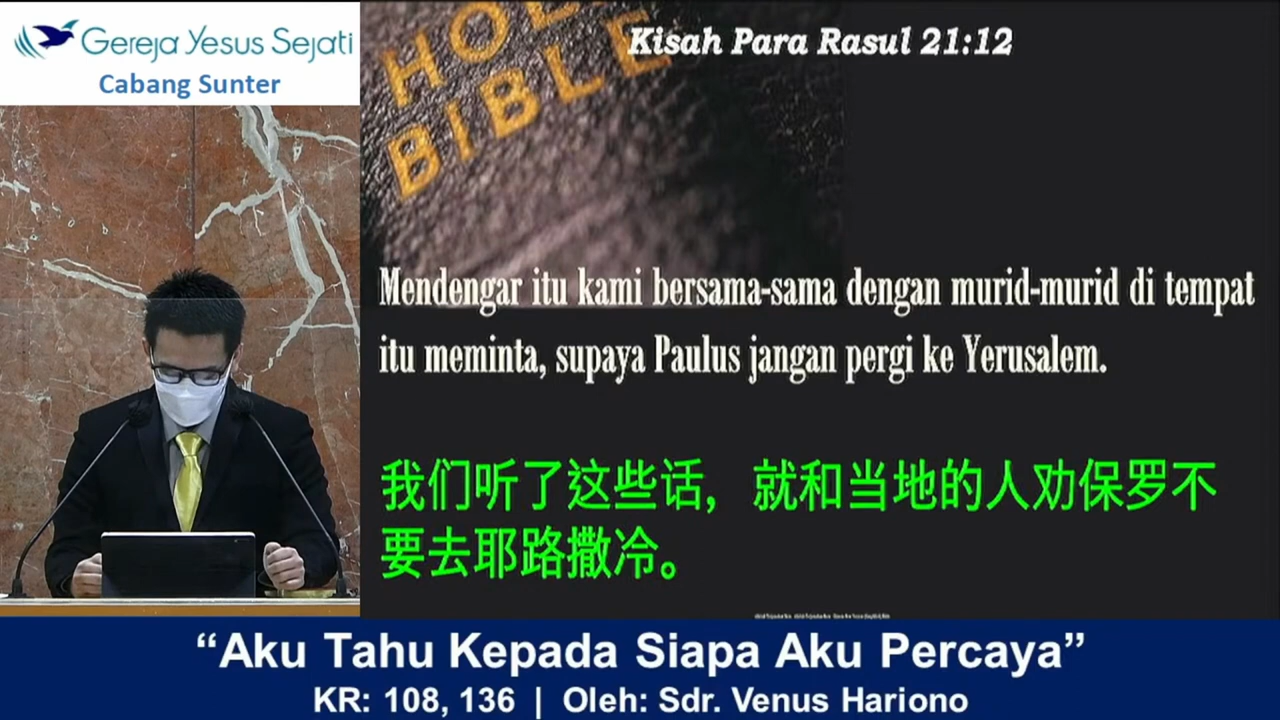 Gereja Yesus Sejati
Cabang Sunter
HOLY
BIBLE
Kisah Para Rasul 21:12
Mendengar itu kami bersama-sama dengan murid-murid di tempat
itu meminta, supaya Paulus jangan pergi ke Yerusalem.
我们听了这些话，就和当地的人劝保罗不
要去耶路撒冷。
“Aku Tahu Kepada Siapa Aku Percaya”
KR: 108, 136 | Oleh: Sdr. Venus Hariono